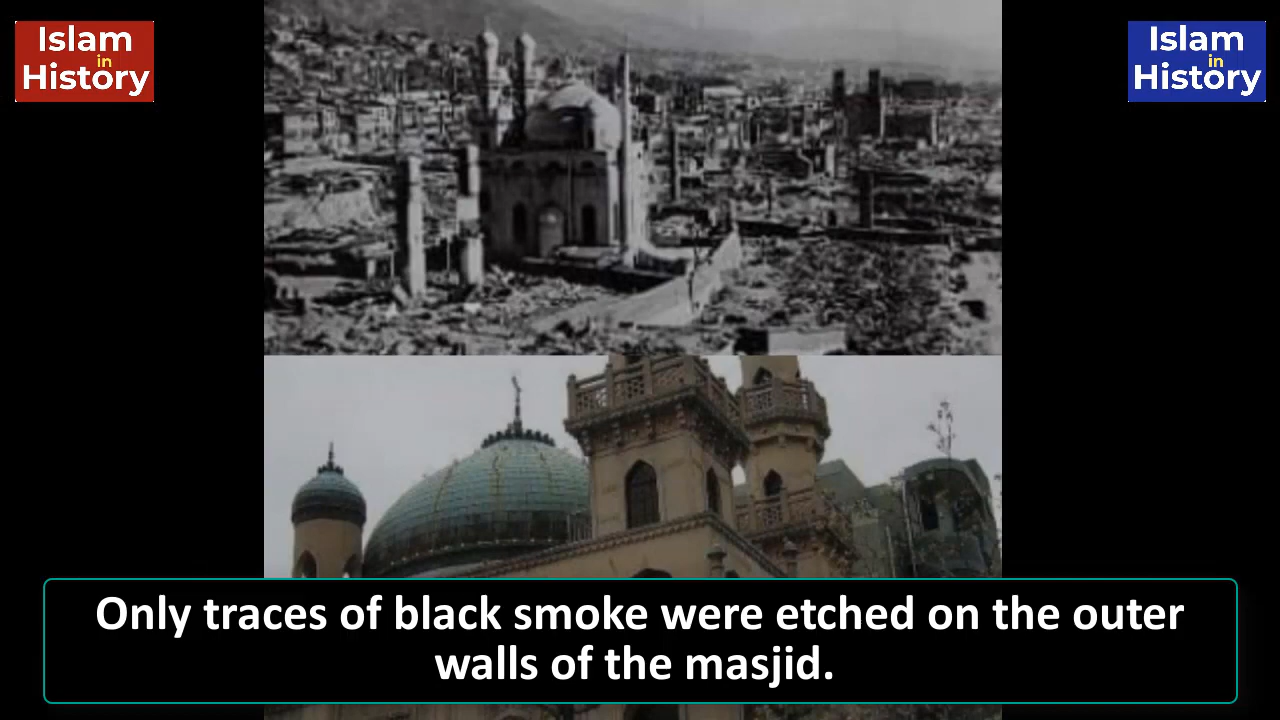 Islam
in
History
Islam
in
History
Only traces of black smoke were etched on the outer
walls of the masjid.